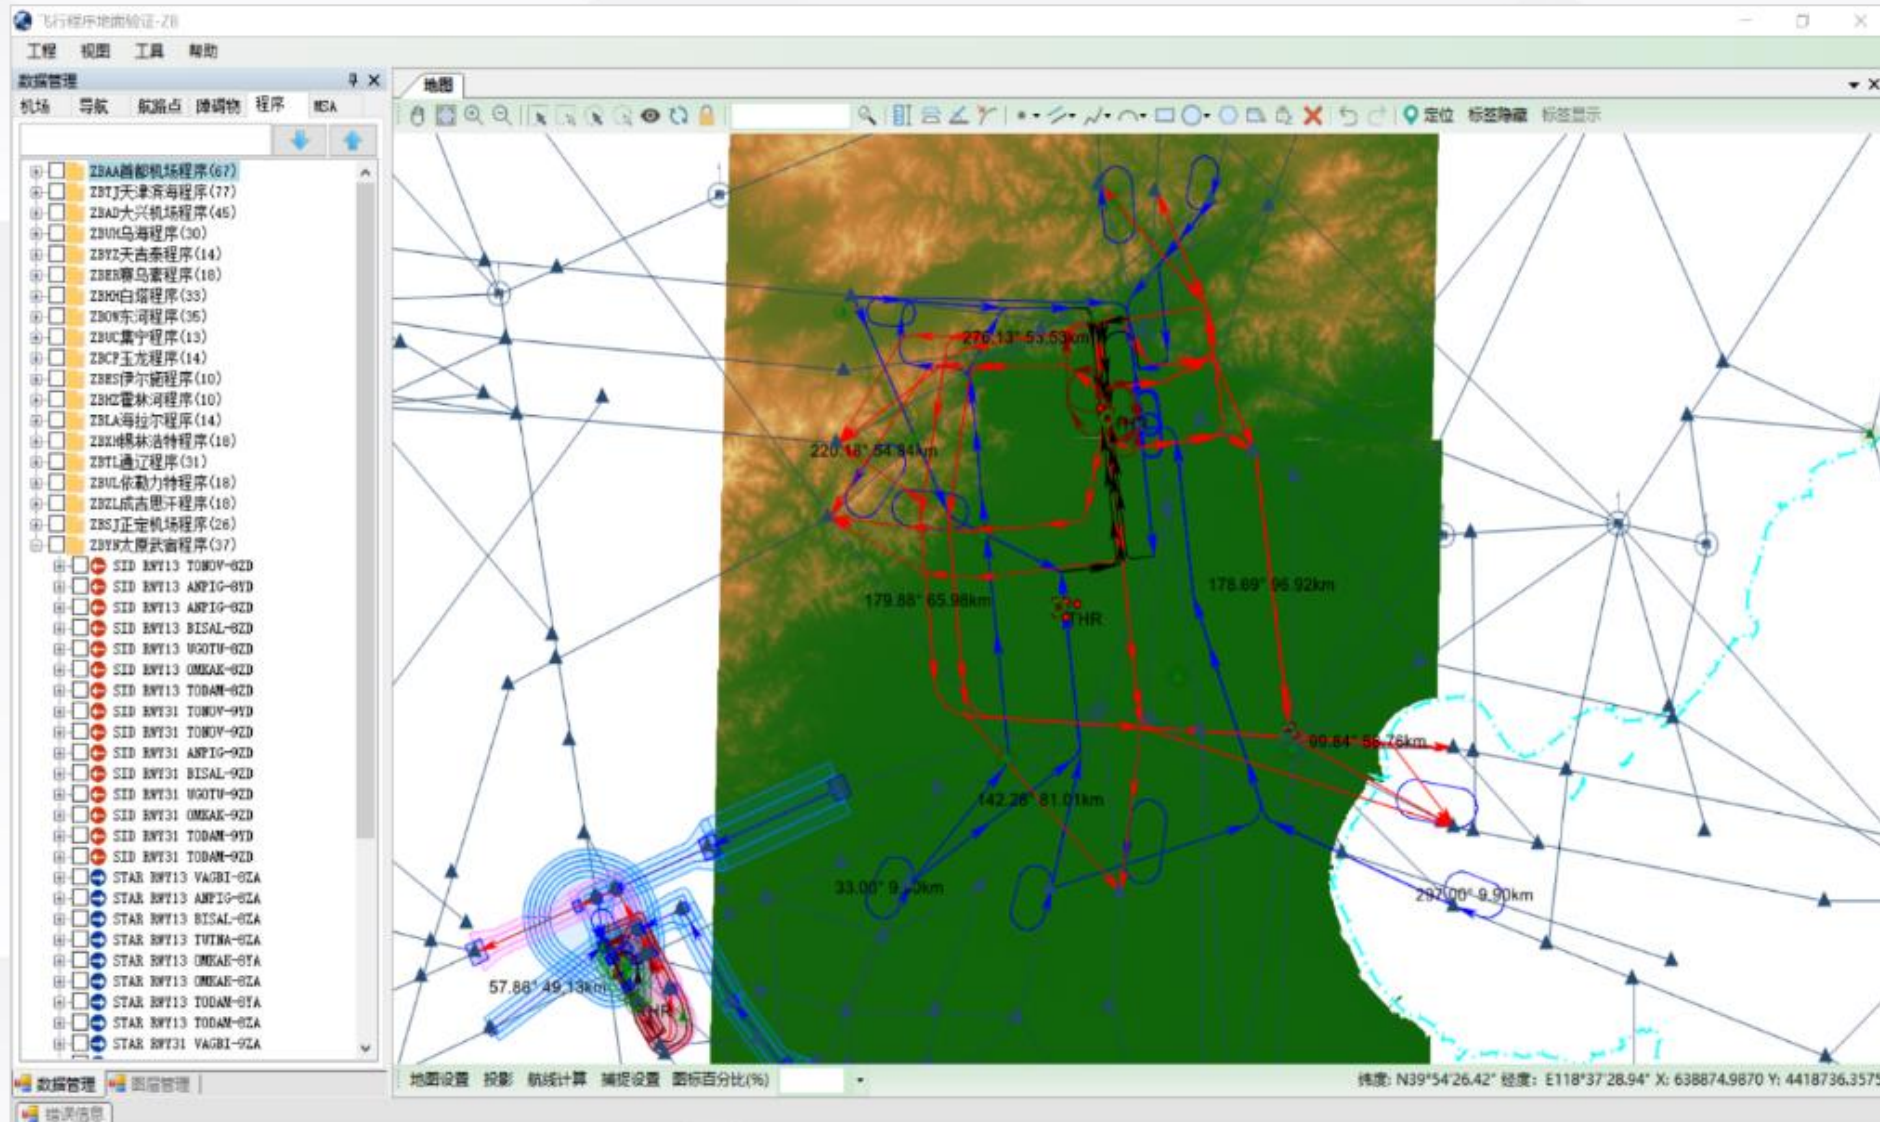 飞行程序地面验证-ZB
工程 视图 工具 帮助
数据管理
机场 导航 航路点 障碍物 程序 MSA
地图
定位 标签隐藏 标签显示
ZBAA首都机场程序(67)
ZBTJ天津滨海程序(77)
ZBAD大兴机场程序(45)
ZBUH乌海程序(30)
ZBYZ天吉泰程序(14)
ZBER赛乌素程序(18)
ZBHH白塔程序(33)
ZBOW东河程序(35)
ZBUC集宁程序(13)
ZBCF玉龙程序(14)
ZBES伊尔施程序(10)
ZBHZ霍林河程序(10)
ZBLA海拉尔程序(14)
ZBXH锡林浩特程序(18)
ZBTL通辽程序(31)
ZBUL依勒力特程序(18)
ZBZL成吉思汗程序(18)
ZBSJ正定机场程序(26)
ZBYN太原武宿程序(37)
SID RWY13 TONOV-8ZD
SID RWY13 ANPIG-8YD
SID RWY13 ANPIG-8ZD
SID RWY13 BISAL-8ZD
SID RWY13 UGOTU-8ZD
SID RWY13 OMKAK-8ZD
SID RWY13 TODAM-8ZD
SID RWY31 TONOV-9YD
SID RWY31 TONOV-9ZD
SID RWY31 ANPIG-9ZD
SID RWY31 BISAL-9ZD
SID RWY31 UGOTU-9ZD
SID RWY31 OMKAK-9ZD
SID RWY31 TODAM-9YD
SID RWY31 TODAM-9ZD
STAR RWY13 VAGBI-8ZA
STAR RWY13 ANPIG-8ZA
STAR RWY13 BISAL-8ZA
STAR RWY13 TUTNA-8ZA
STAR RWY13 OMKAK-8YA
STAR RWY13 OMKAK-8ZA
STAR RWY13 TODAM-8YA
STAR RWY13 TODAM-8ZA
STAR RWY31 VAGBI-9ZA
276.13° 53.53km
220.18° 54.84km
179.88° 65.98km
178.69° 96.92km
THR
99.84° 56.76km
142.28° 81.01km
33.00°
297.00° 9.90km
57.86° 49.13km
THR
数据管理 图层管理
地图设置 投影 航线计算 捕捉设置 图标百分比(%)
纬度: N39°54'26.42" 经度: E118°37'28.94" X: 638874.9870 Y: 4418736.3575
错误信息